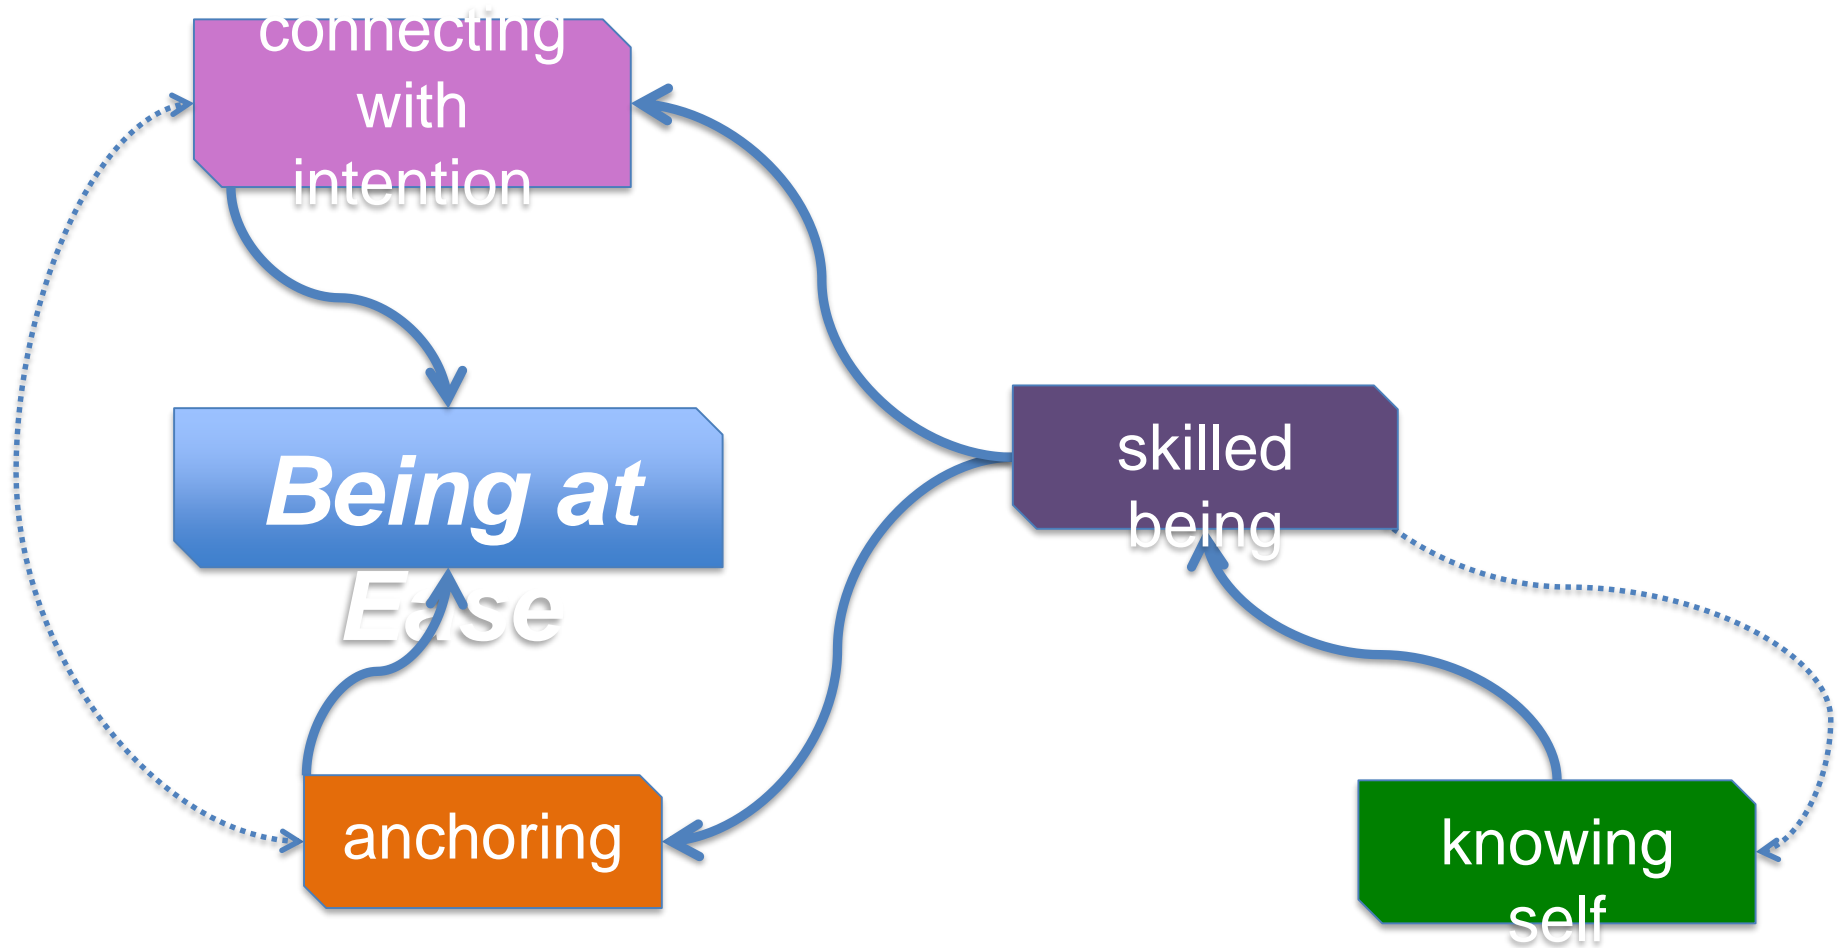 connecting
with
intention
Being at
Ease
skilled
being
anchoring
knowing
self